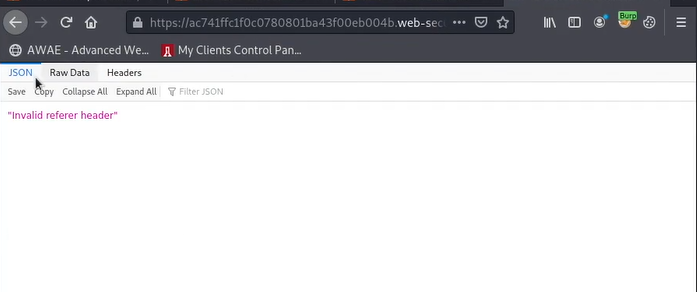 https://ac741ffc1f0c0780801ba43f00eb004b.web-sec
Burp
AWAE - Advanced We... My Clients Control Pan...
JSON Raw Data Headers
Save Copy Collapse All Expand All Filter JSON
"Invalid referer header"